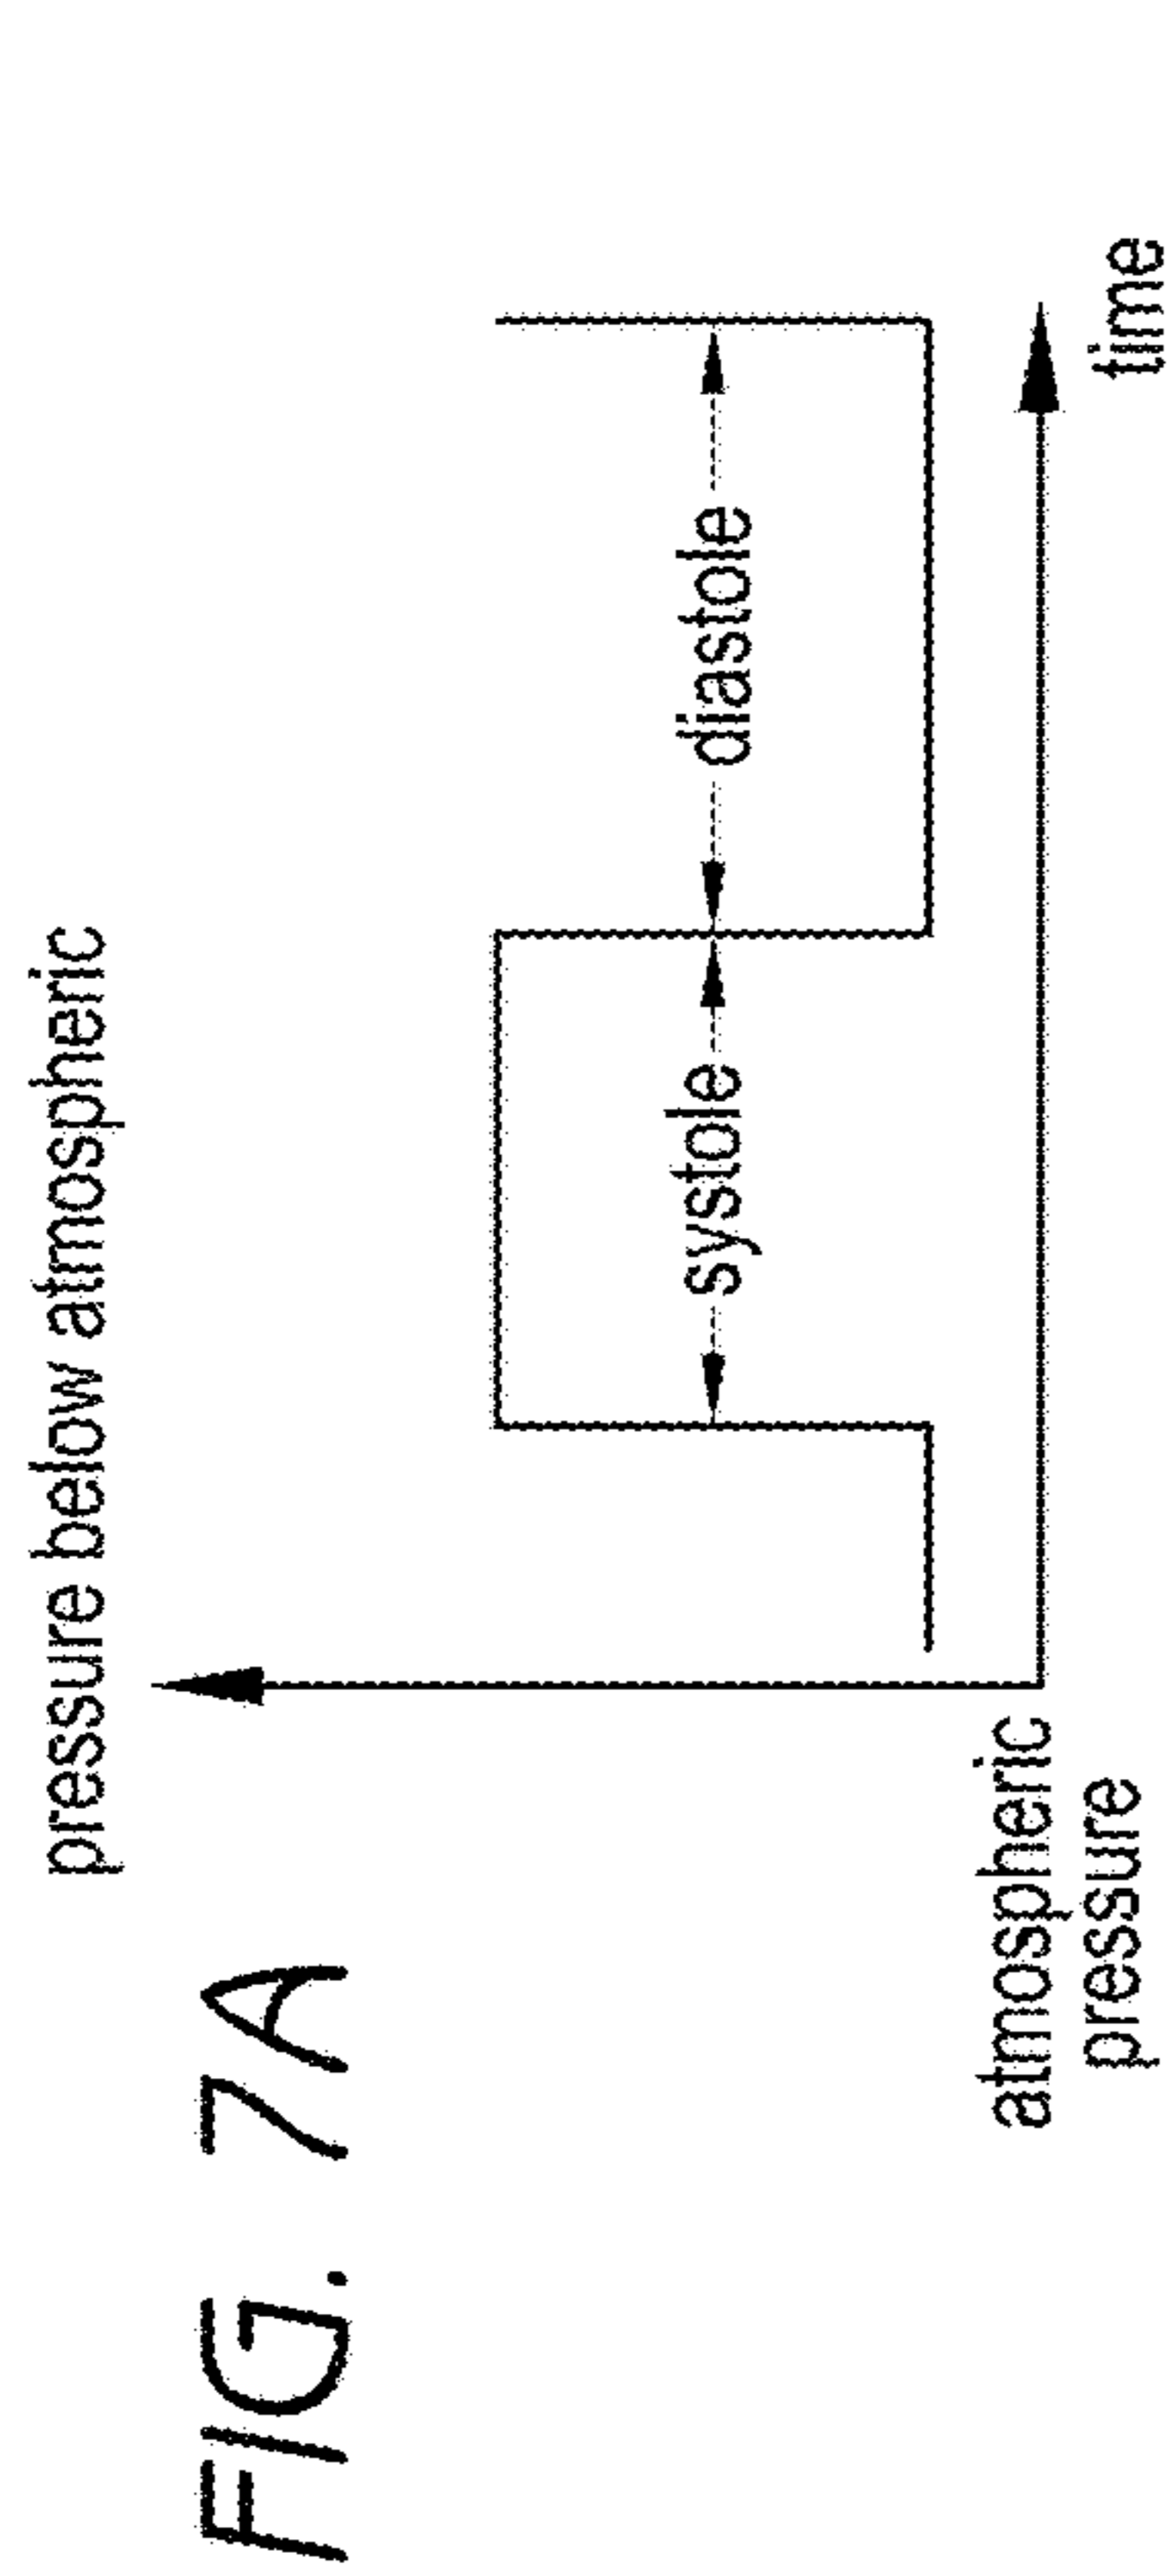 FIG. 7A
pressure below atmospheric
systole
diastole
atmospheric
pressure
time